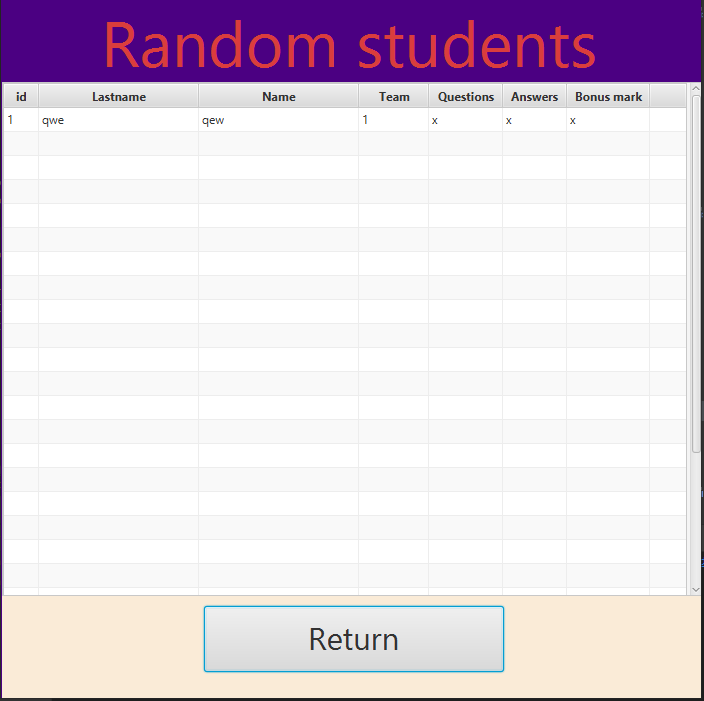 Random students
id Lastname Name Team Questions Answers Bonus mark
1 qwe qew 1 x x x
Return